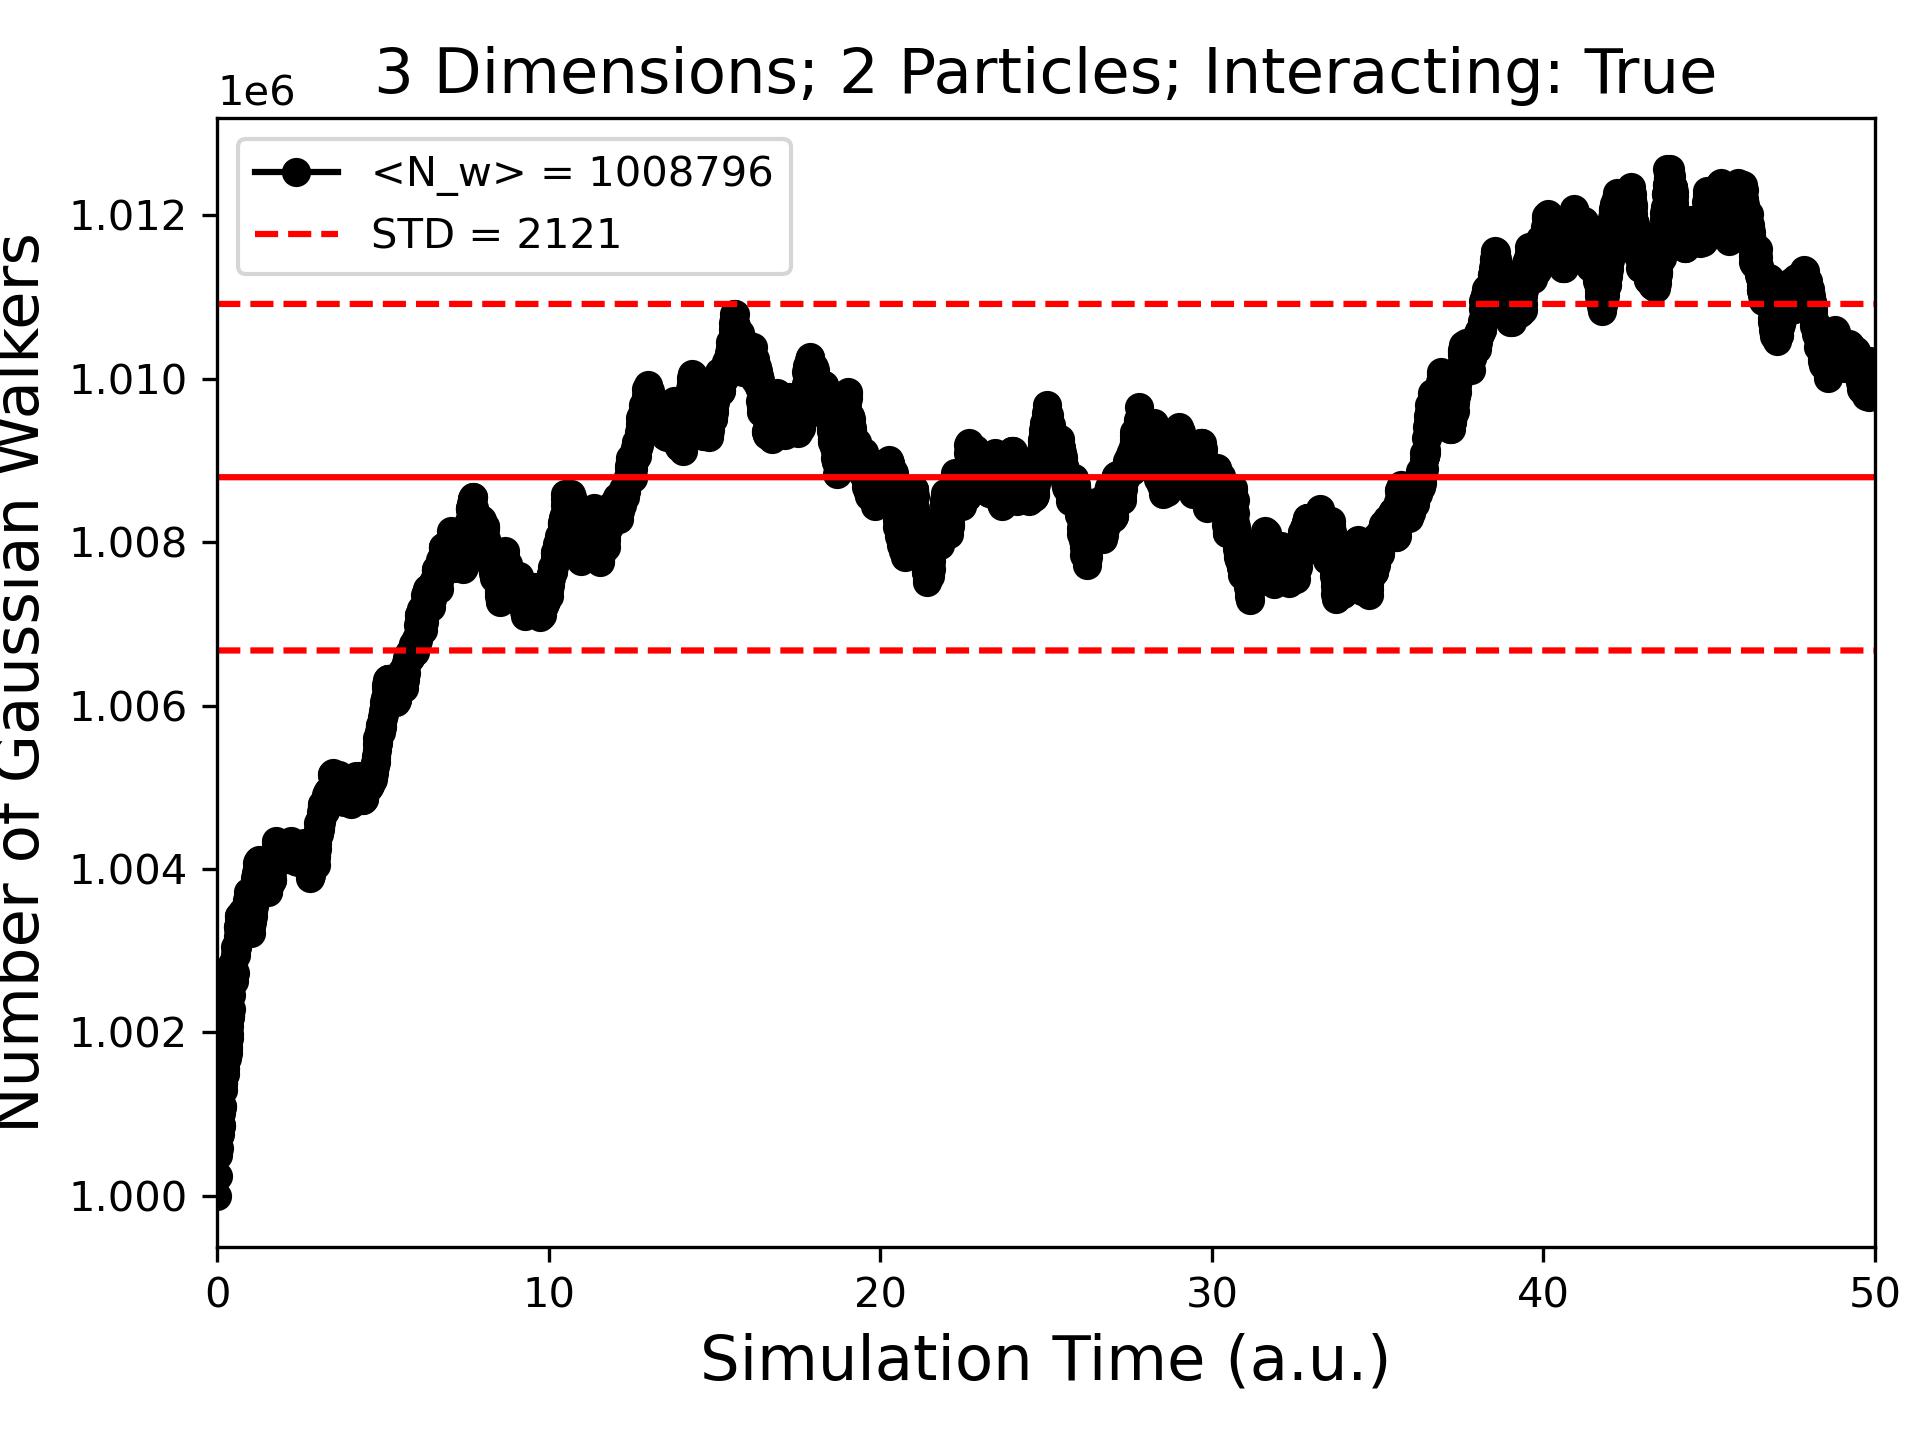 3 Dimensions; 2 Particles; Interacting: True
1e6
<N_w> = 1008796
STD = 2121
Number of Gaussian Walkers
1.012
1.010
1.008
1.006
1.004
1.002
1.000
0 10 20 30 40 50
Simulation Time (a.u.)